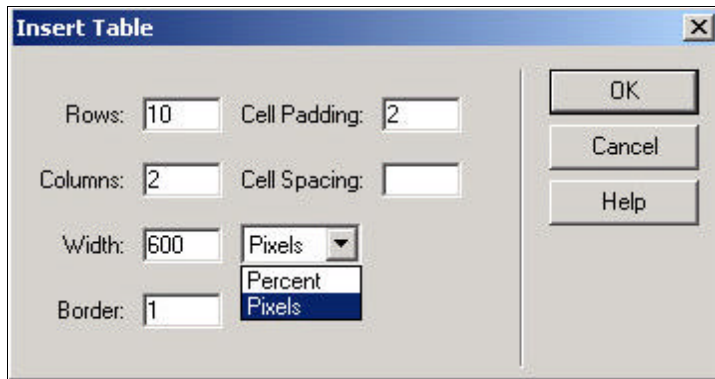 Insert Table
Rows: 10 Cell Padding: 2 OK
Columns: 2 Cell Spacing: Cancel
Width: 600 Pixels Help
Percent
Border: 1 Pixels